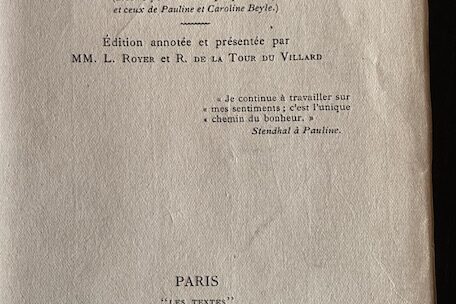 et ceux de Pauline et Caroline Beyle.)
Édition annotée et présentée par
MM. L. ROYER et R. DE LA TOUR DU VILLARD
« Je continue à travailler sur
« mes sentiments ; c'est l'unique
« chemin du bonheur. »
Stendhal à Pauline.
PARIS
"LES TEXTES"